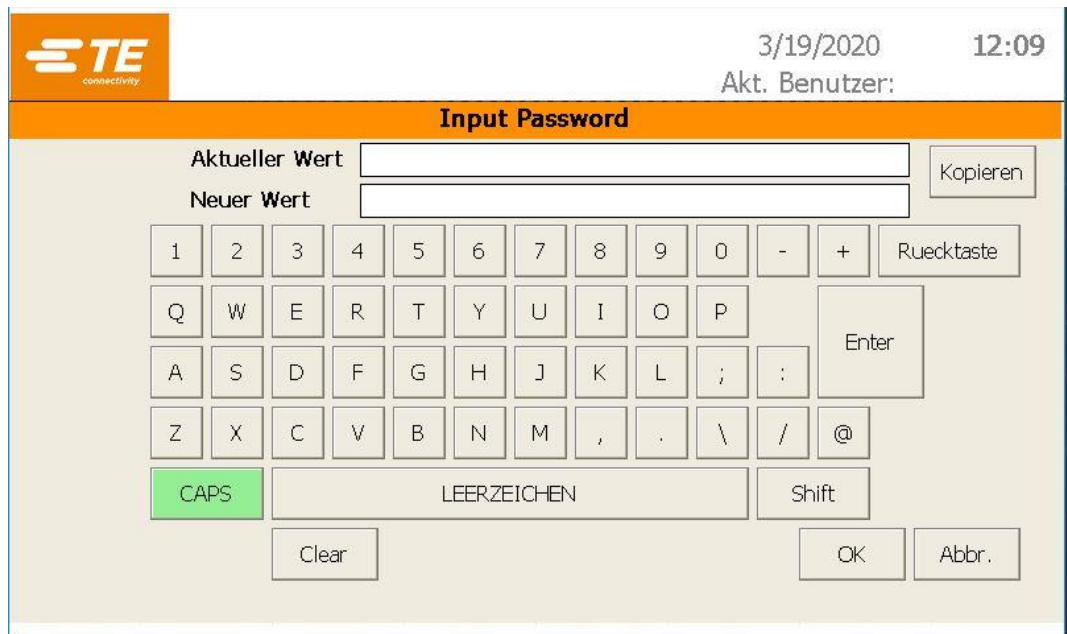 TE
connectivity
3/19/2020 12:09
Akt. Benutzer:
Input Password
Aktueller Wert
Kopieren
Neuer Wert
1 2 3 4 5 6 7 8 9 0 - + Ruecktaste
Q W E R T Y U I O P
Enter
A S D F G H J K L ; :
Z X C V B N M , . \ / @
CAPS LEERZEICHEN Shift
Clear OK Abbr.